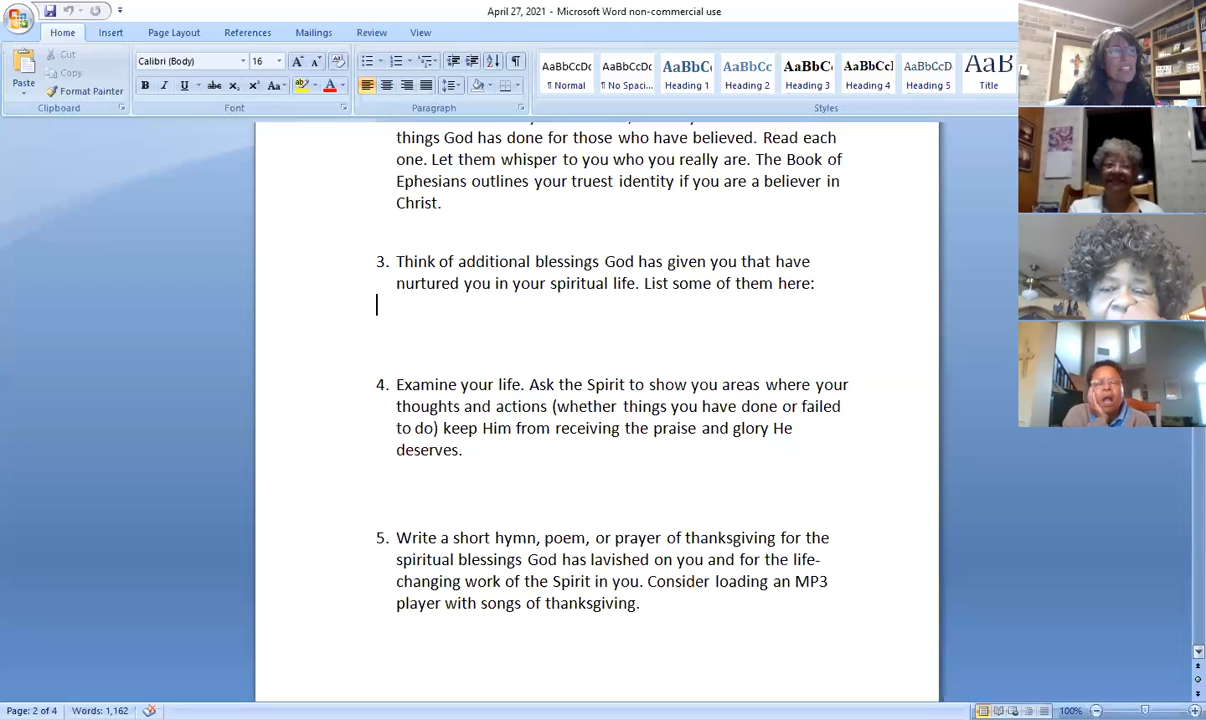 April 27, 2021 - Microsoft Word non-commercial use
Home Insert Page Layout References Mailings Review View
Cut
Copy
Format Painter
Paste
Calibri (Body) 16
AaBbCcDc AaBbCcDc AaBbC AaBbCc AaBbC AaBbCcI AaBbCcDc AaB
¶ Normal ¶ No Spaci... Heading 1 Heading 2 Heading 3 Heading 4 Heading 5 Title
Clipboard Font Paragraph Styles
things God has done for those who have believed. Read each
one. Let them whisper to you who you really are. The Book of
Ephesians outlines your truest identity if you are a believer in
Christ.
3. Think of additional blessings God has given you that have
nurtured you in your spiritual life. List some of them here:
4. Examine your life. Ask the Spirit to show you areas where your
thoughts and actions (whether things you have done or failed
to do) keep Him from receiving the praise and glory He
deserves.
5. Write a short hymn, poem, or prayer of thanksgiving for the
spiritual blessings God has lavished on you and for the life-
changing work of the Spirit in you. Consider loading an MP3
player with songs of thanksgiving.
Page: 2 of 4 Words: 1,162 100%